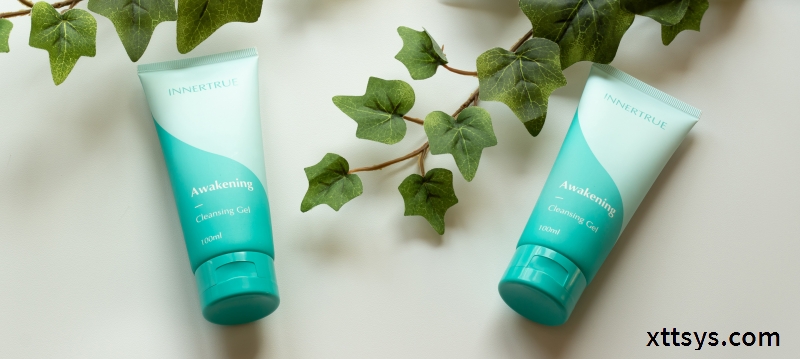 INNERTRUE
Awakening
Cleansing Gel
100ml
INNERTRUE
Awakening
Cleansing Gel
100ml
xttsys.com